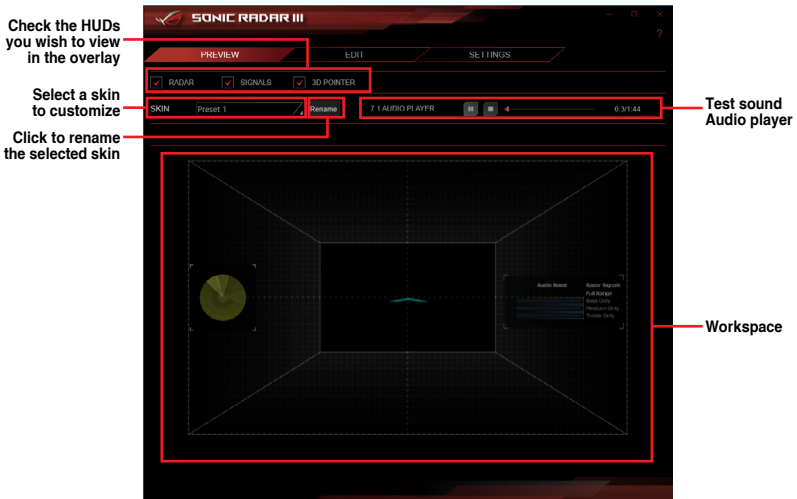 Check the HUDs
you wish to view
in the overlay
Select a skin
to customize
Click to rename
the selected skin
SONIC RADAR III
?
PREVIEW
EDIT
SETTINGS
RADAR
SIGNALS
3D POINTER
SKIN
Preset 1
Rename
7.1 AUDIO PLAYER
0:3/1:44
Test sound
Audio player
Audio Boost
Radar Signals
Full Range
Bass Only
Medium Only
Treble Only
Workspace